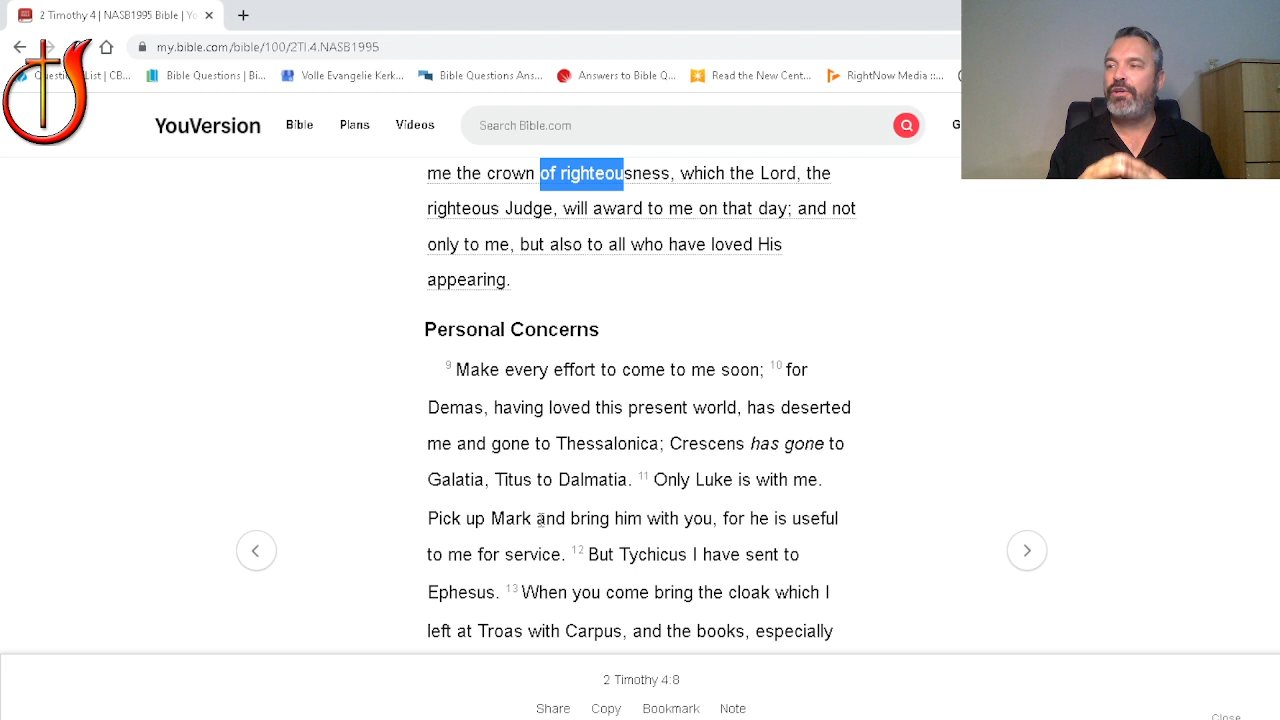 2 Timothy 4 | NASB1995 Bible | Yo
my.bible.com/bible/100/2TI.4.NASB1995
Question List | CB...
Bible Questions | Bi...
Volle Evangelie Kerk...
Bible Questions Ans...
Answers to Bible Q...
Read the New Cent...
RightNow Media ::...
YouVersion
Bible
Plans
Videos
Search Bible.com
G
me the crown of righteousness, which the Lord, the
righteous Judge, will award to me on that day; and not
only to me, but also to all who have loved His
appearing.
Personal Concerns
9 Make every effort to come to me soon; 10 for
Demas, having loved this present world, has deserted
me and gone to Thessalonica; Crescens has gone to
Galatia, Titus to Dalmatia. 11 Only Luke is with me.
Pick up Mark and bring him with you, for he is useful
to me for service. 12 But Tychicus I have sent to
Ephesus. 13 When you come bring the cloak which I
left at Troas with Carpus, and the books, especially
2 Timothy 4:8
Share Copy Bookmark Note
Close